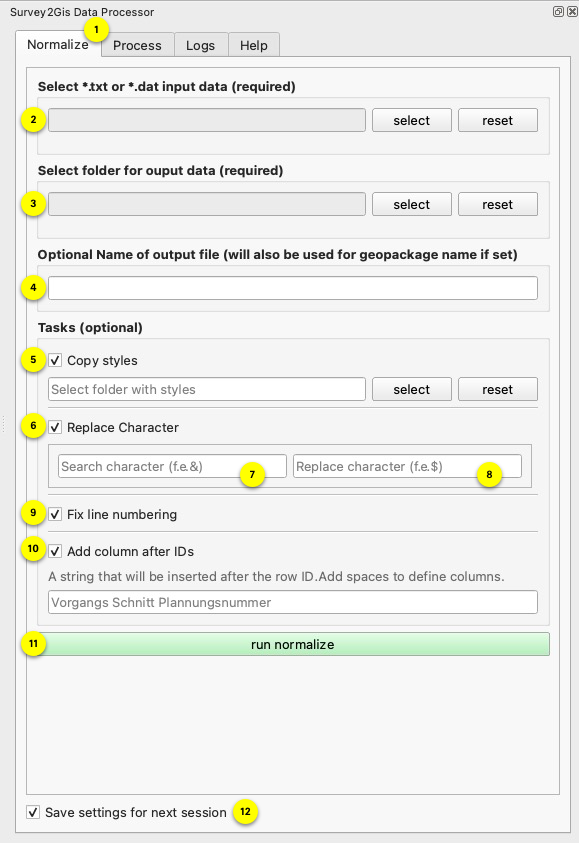 Survey2Gis Data Processor
1
Normalize Process Logs Help
Select *.txt or *.dat input data (required)
2 select reset
Select folder for ouput data (required)
3 select reset
Optional Name of output file (will also be used for geopackage name if set)
4
Tasks (optional)
5 Copy styles
Select folder with styles select reset
6 Replace Character
Search character (f.e.&) 7 Replace character (f.e.$) 8
9 Fix line numbering
10 Add column after IDs
A string that will be inserted after the row ID.Add spaces to define columns.
Vorgangs Schnitt Plannungsnummer
11 run normalize
Save settings for next session 12